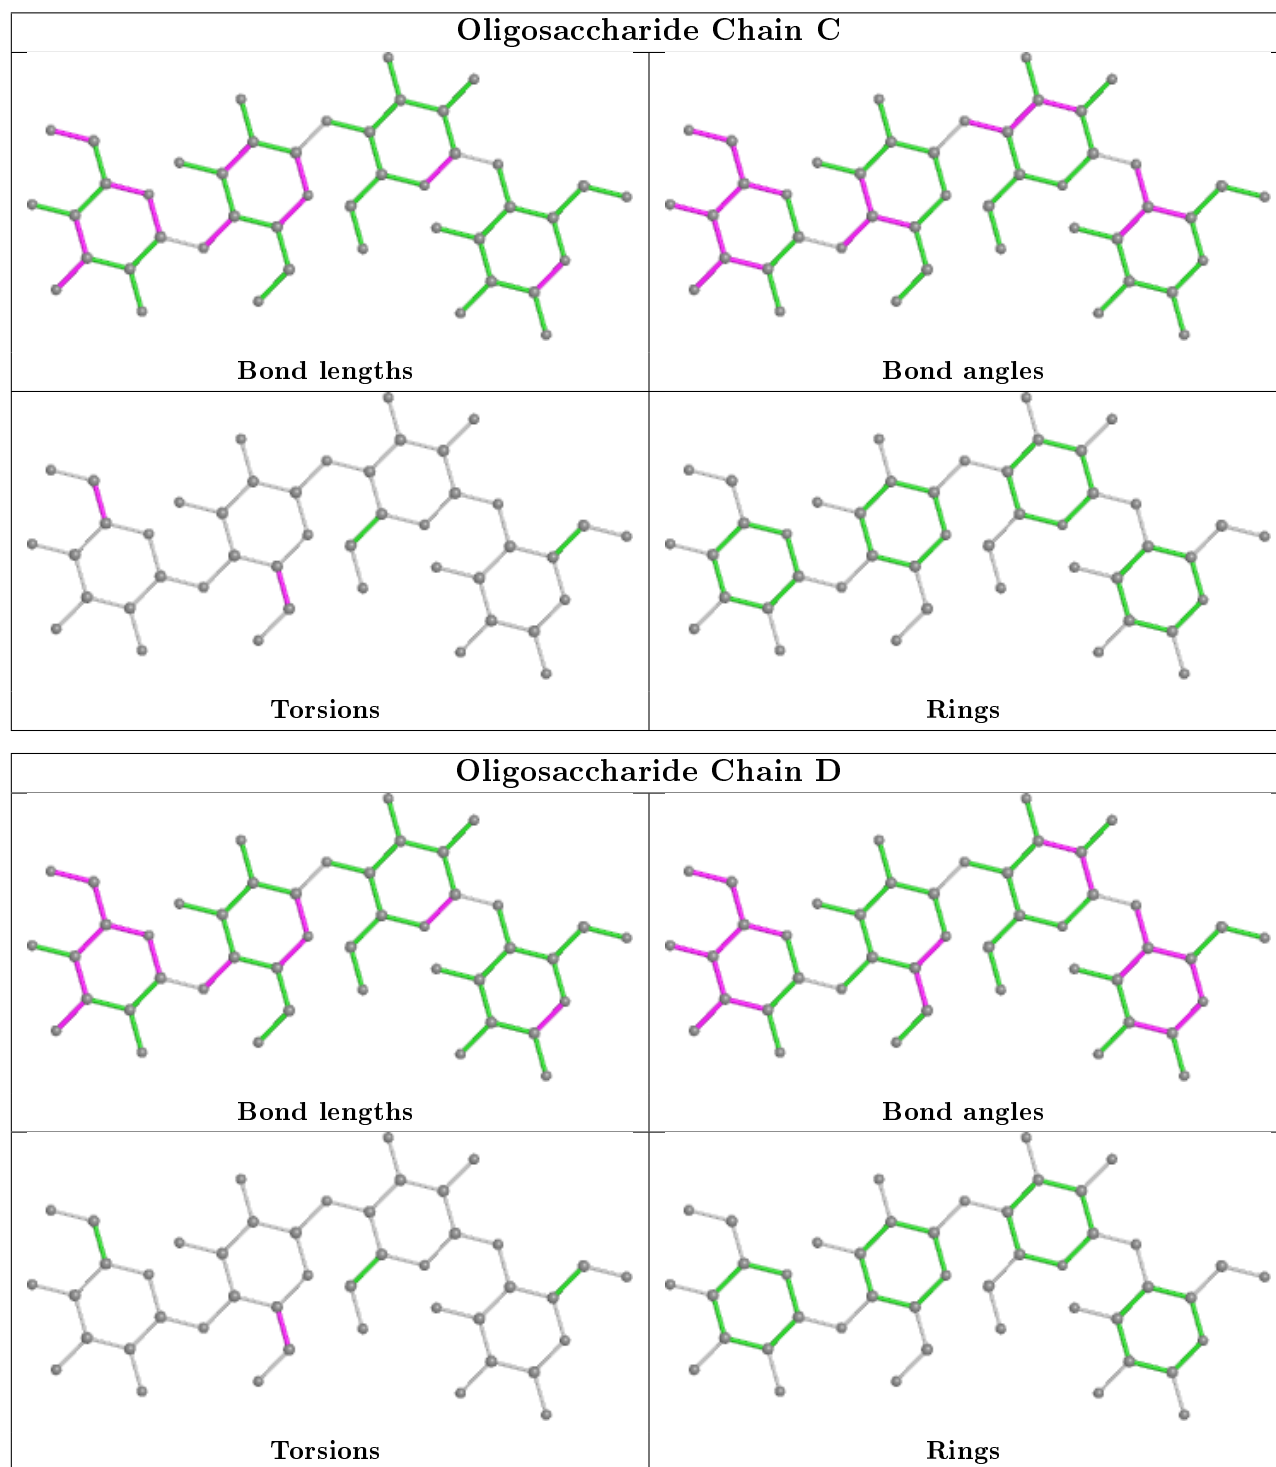 Oligosaccharide Chain C
Bond lengths
Bond angles
Torsions
Rings
Oligosaccharide Chain D
Bond lengths
Bond angles
Torsions
Rings